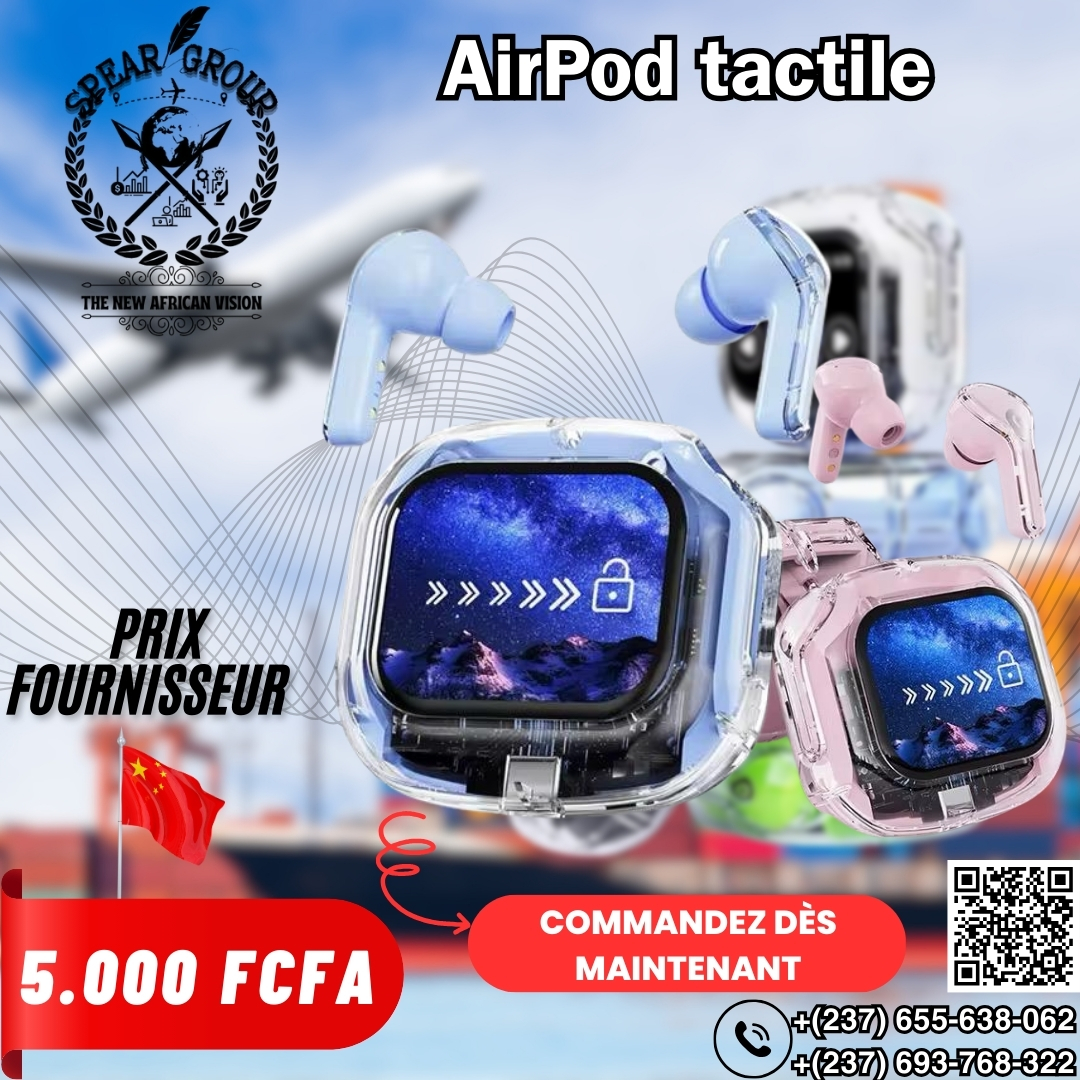 SPEAR GROUP
THE NEW AFRICAN VISION
AirPod tactile
PRIX
FOURNISSEUR
5.000 FCFA
COMMANDEZ DÈS
MAINTENANT
+(237) 655-638-062
+(237) 693-768-322